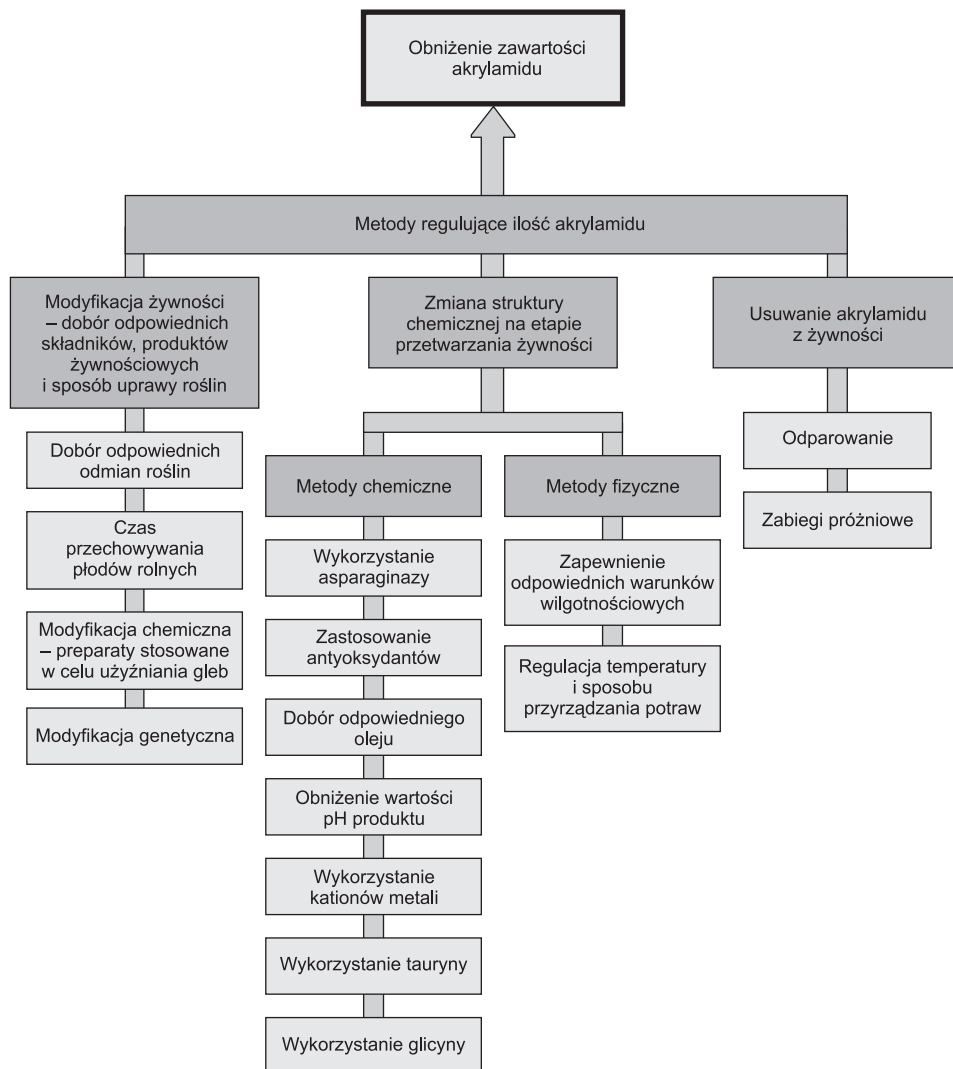 Obniżenie zawartości
akrylamidu
Metody regulujące ilość akrylamidu
Modyfikacja żywności
– dobór odpowiednich
składników, produktów
żywnościowych
i sposób uprawy roślin
Dobór odpowiednich
odmian roślin
Czas
przechowywania
płodów rolnych
Modyfikacja chemiczna
– preparaty stosowane
w celu użyźniania gleb
Modyfikacja genetyczna
Zmiana struktury
chemicznej na etapie
przetwarzania żywności
Metody chemiczne
Wykorzystanie
asparaginazy
Zastosowanie
antyoksydantów
Dobór odpowiedniego
oleju
Obniżenie wartości
pH produktu
Wykorzystanie
kationów metali
Wykorzystanie tauryny
Wykorzystanie glicyny
Metody fizyczne
Zapewnienie
odpowiednich warunków
wilgotnościowych
Regulacja temperatury
i sposobu
przyrządzania potraw
Usuwanie akrylamidu
z żywności
Odparowanie
Zabiegi próżniowe